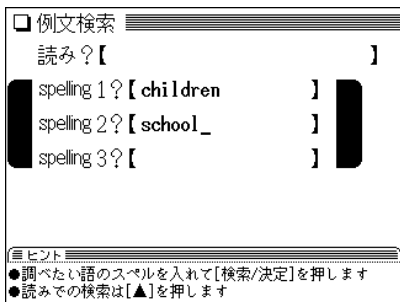 例文検索
読み?【 】
spelling 1?【children 】
spelling 2?【school_ 】
spelling 3?【 】
ヒント
●調べたい語のスペルを入れて[検索/決定]を押します
●読みでの検索は[▲]を押します